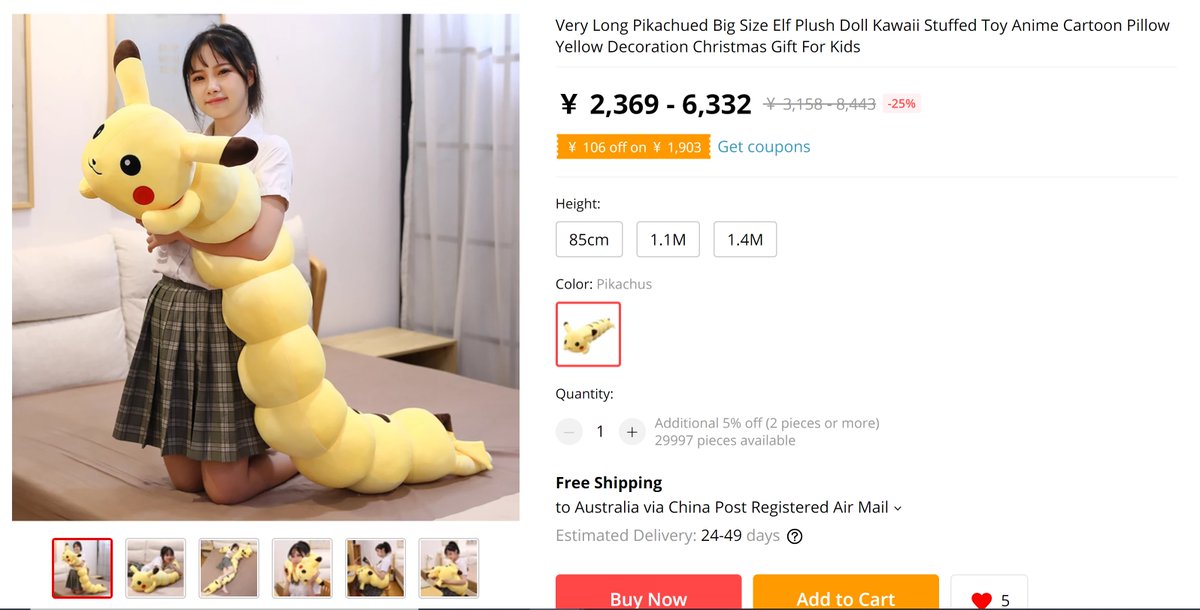 Very Long Pikachued Big Size Elf Plush Doll Kawaii Stuffed Toy Anime Cartoon Pillow
Yellow Decoration Christmas Gift For Kids
¥ 2,369 - 6,332 ¥ 3,158 - 8,443 -25%
¥ 106 off on ¥ 1,903 Get coupons
Height:
85cm 1.1M 1.4M
Color: Pikachus
Quantity:
− 1 + Additional 5% off (2 pieces or more)
29997 pieces available
Free Shipping
to Australia via China Post Registered Air Mail
Estimated Delivery: 24-49 days ?
Buy Now Add to Cart 5